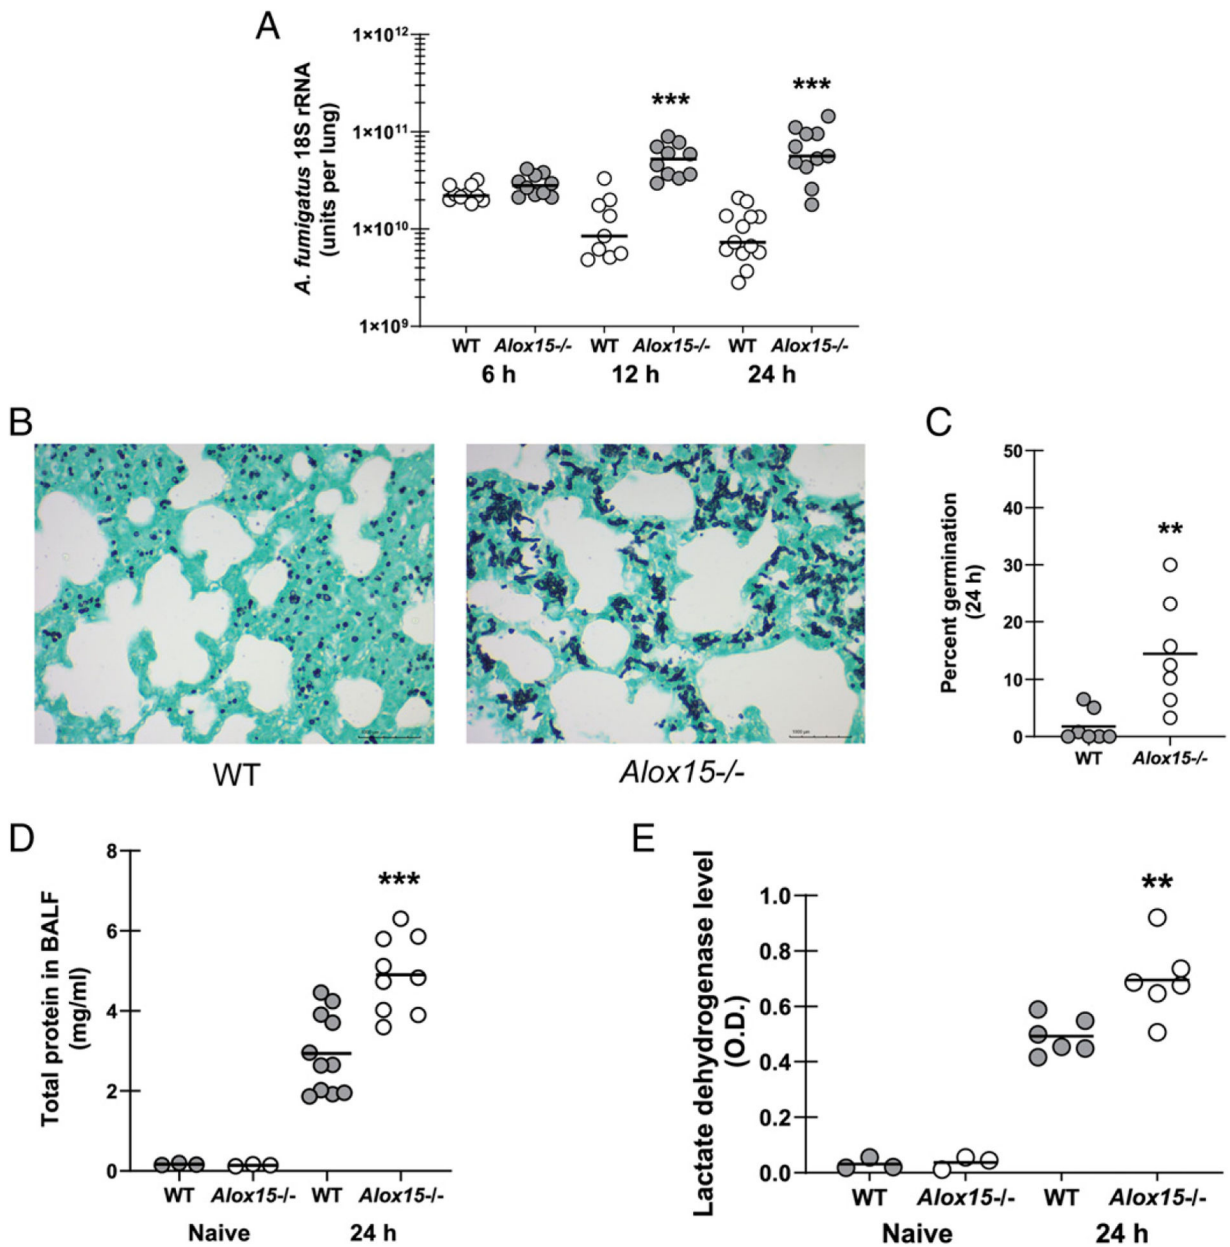 A
A. fumigatus 18S rRNA
(units per lung)
1×10¹²
1×10¹¹
1×10¹⁰
1×10⁹
***
***
WT Alox15-/- WT Alox15-/- WT Alox15-/-
6 h 12 h 24 h
B
WT
Alox15-/-
C
Percent germination
(24 h)
50
40
30
20
10
0
**
WT Alox15-/-
D
Total protein in BALF
(mg/ml)
8
6
4
2
0
***
WT Alox15-/- WT Alox15-/-
Naive 24 h
E
Lactate dehydrogenase level
(O.D.)
1.0
0.8
0.6
0.4
0.2
0.0
**
WT Alox15-/- WT Alox15-/-
Naive 24 h